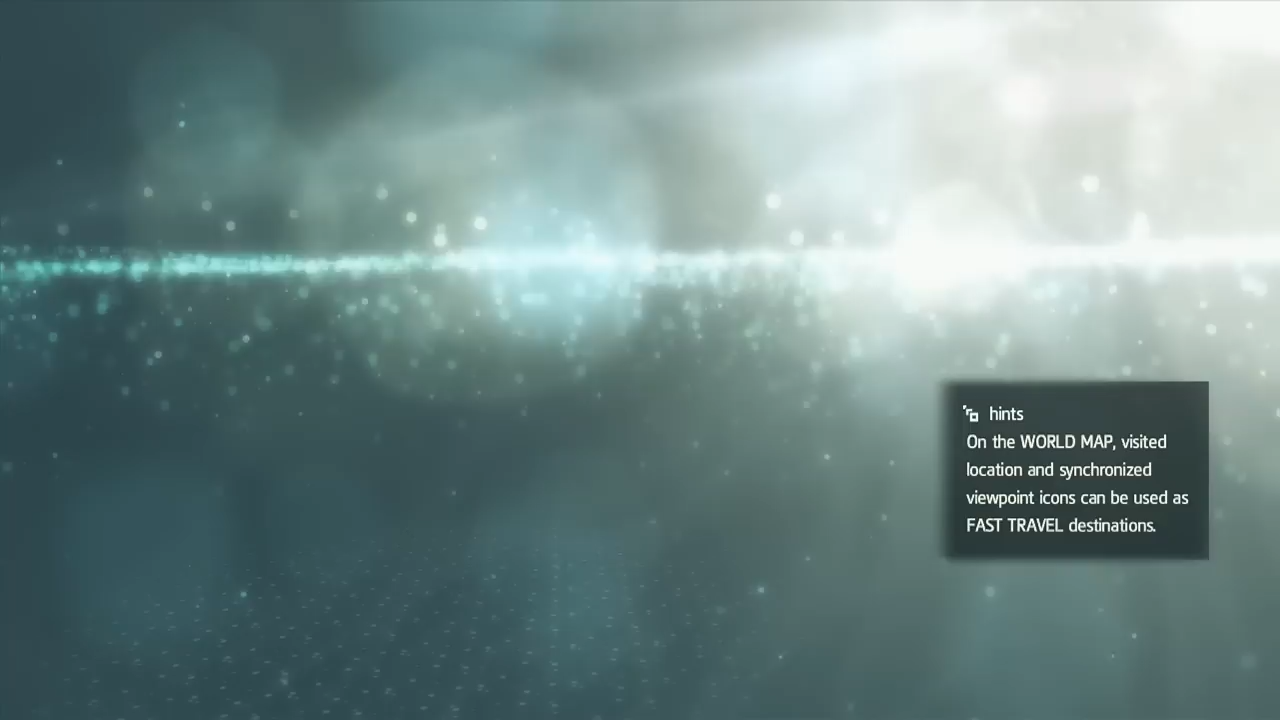 hints
On the WORLD MAP, visited
location and synchronized
viewpoint icons can be used as
FAST TRAVEL destinations.